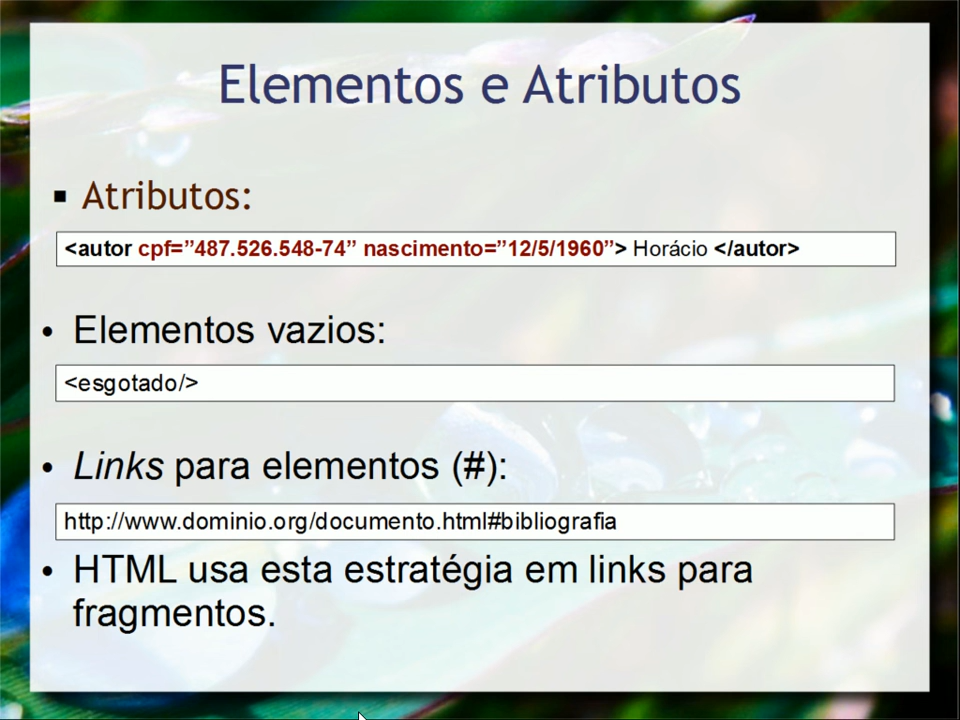 Elementos e Atributos
▪ Atributos:
<autor cpf=”487.526.548-74” nascimento=”12/5/1960”> Horácio </autor>
• Elementos vazios:
<esgotado/>
• Links para elementos (#):
http://www.dominio.org/documento.html#bibliografia
• HTML usa esta estratégia em links para
fragmentos.